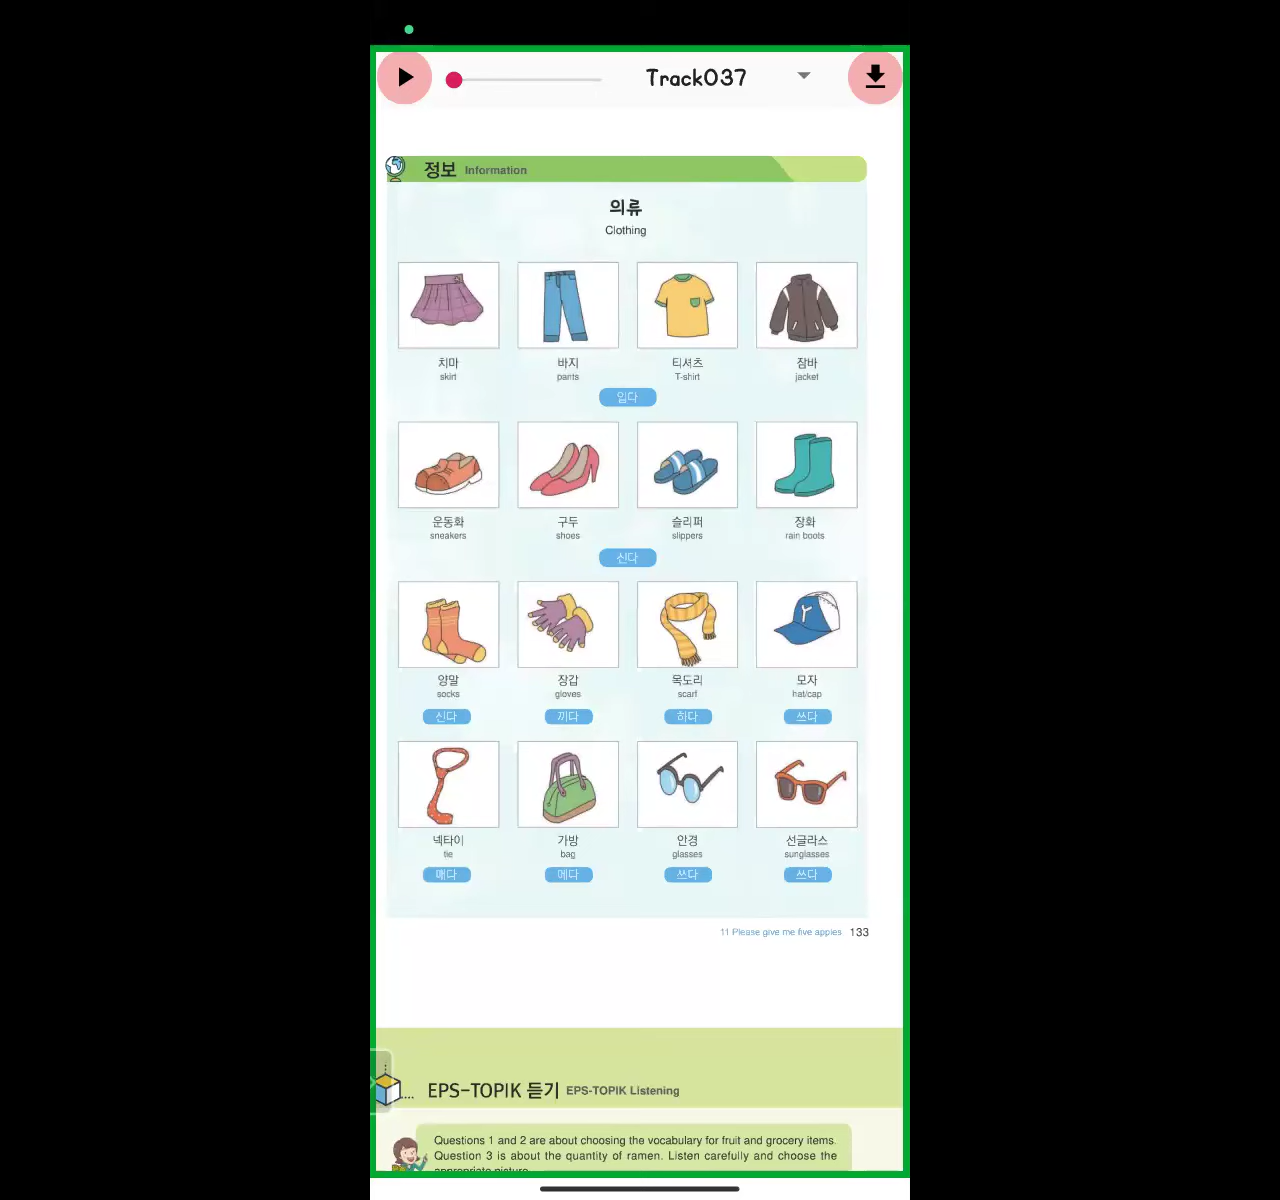 Track037
정보 Information
의류
Clothing
치마 바지 티셔츠 잠바
skirt pants T-shirt jacket
입다
운동화 구두 슬리퍼 장화
sneakers shoes slippers rain boots
신다
양말 장갑 목도리 모자
socks gloves scarf hat/cap
신다 끼다 하다 쓰다
넥타이 가방 안경 선글라스
tie bag glasses sunglasses
매다 메다 쓰다 쓰다
11 Please give me five apples 133
EPS-TOPIK 듣기 EPS-TOPIK Listening
Questions 1 and 2 are about choosing the vocabulary for fruit and grocery items.
Question 3 is about the quantity of ramen. Listen carefully and choose the
appropriate picture.